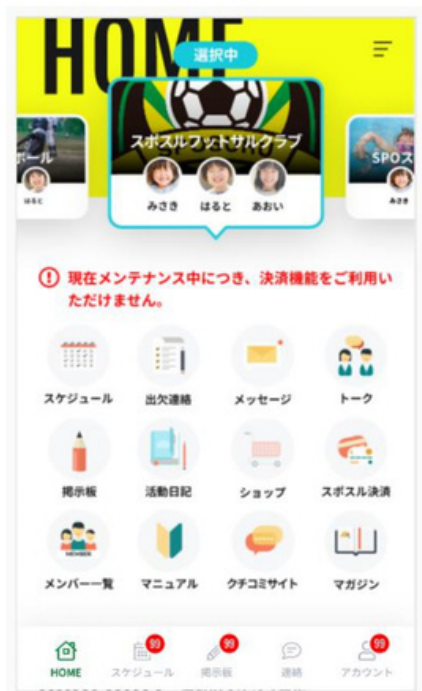 HOME
選択中
スポスルフットサルクラブ
みさき はると あおい
ボール
はると
SPOス
みさき
現在メンテナンス中につき、決済機能をご利用い
ただけません。
スケジュール 出欠連絡 メッセージ トーク
掲示板 活動日記 ショップ スポスル決済
MEMBER
メンバー一覧 マニュアル クチコミサイト マガジン
99 99 99
HOME スケジュール 掲示板 連絡 アカウント